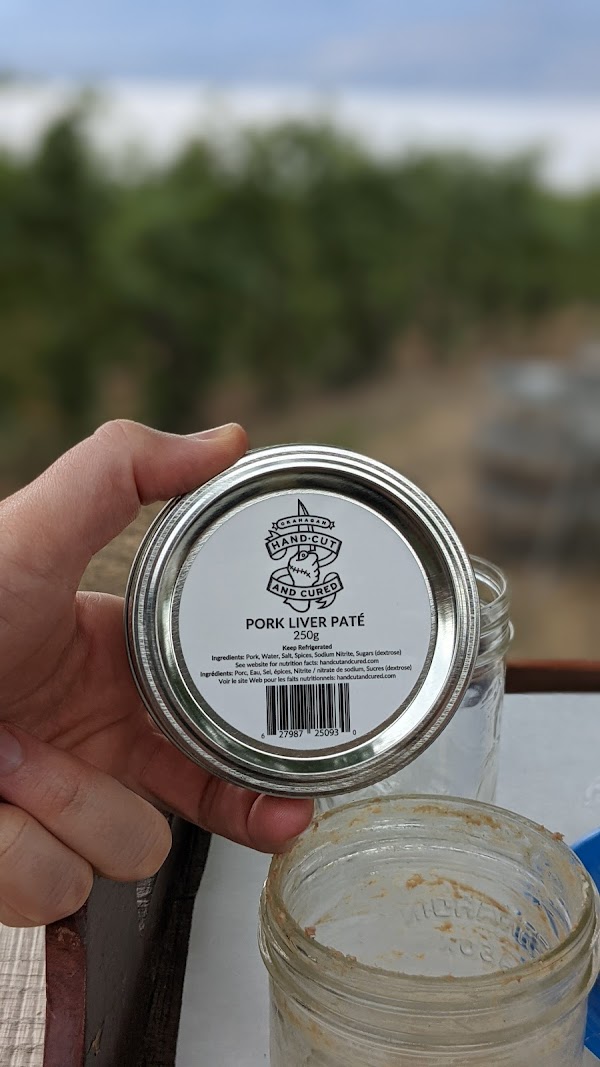 OKANAGAN
HAND-CUT
AND CURED
PORK LIVER PATÉ
250g
Keep Refrigerated
Ingredients: Pork, Water, Salt, Spices, Sodium Nitrite, Sugars (dextrose)
See website for nutrition facts: handcutandcured.com
Ingrédients: Porc, Eau, Sel, épices, Nitrite / nitrate de sodium, Sucres (dextrose)
Voir le site Web pour les faits nutritionneis: handcutandcured.com
6 27987 25093 0